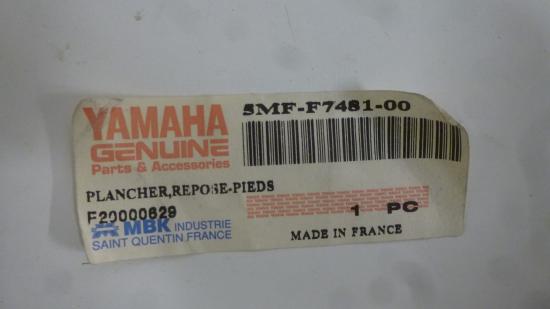 YAMAHA
GENUINE
Parts & Accessories
5MF-F7481-00
PLANCHER,REPOSE-PIEDS
F20000629
1 PC
MBK INDUSTRIE
SAINT QUENTIN FRANCE
MADE IN FRANCE